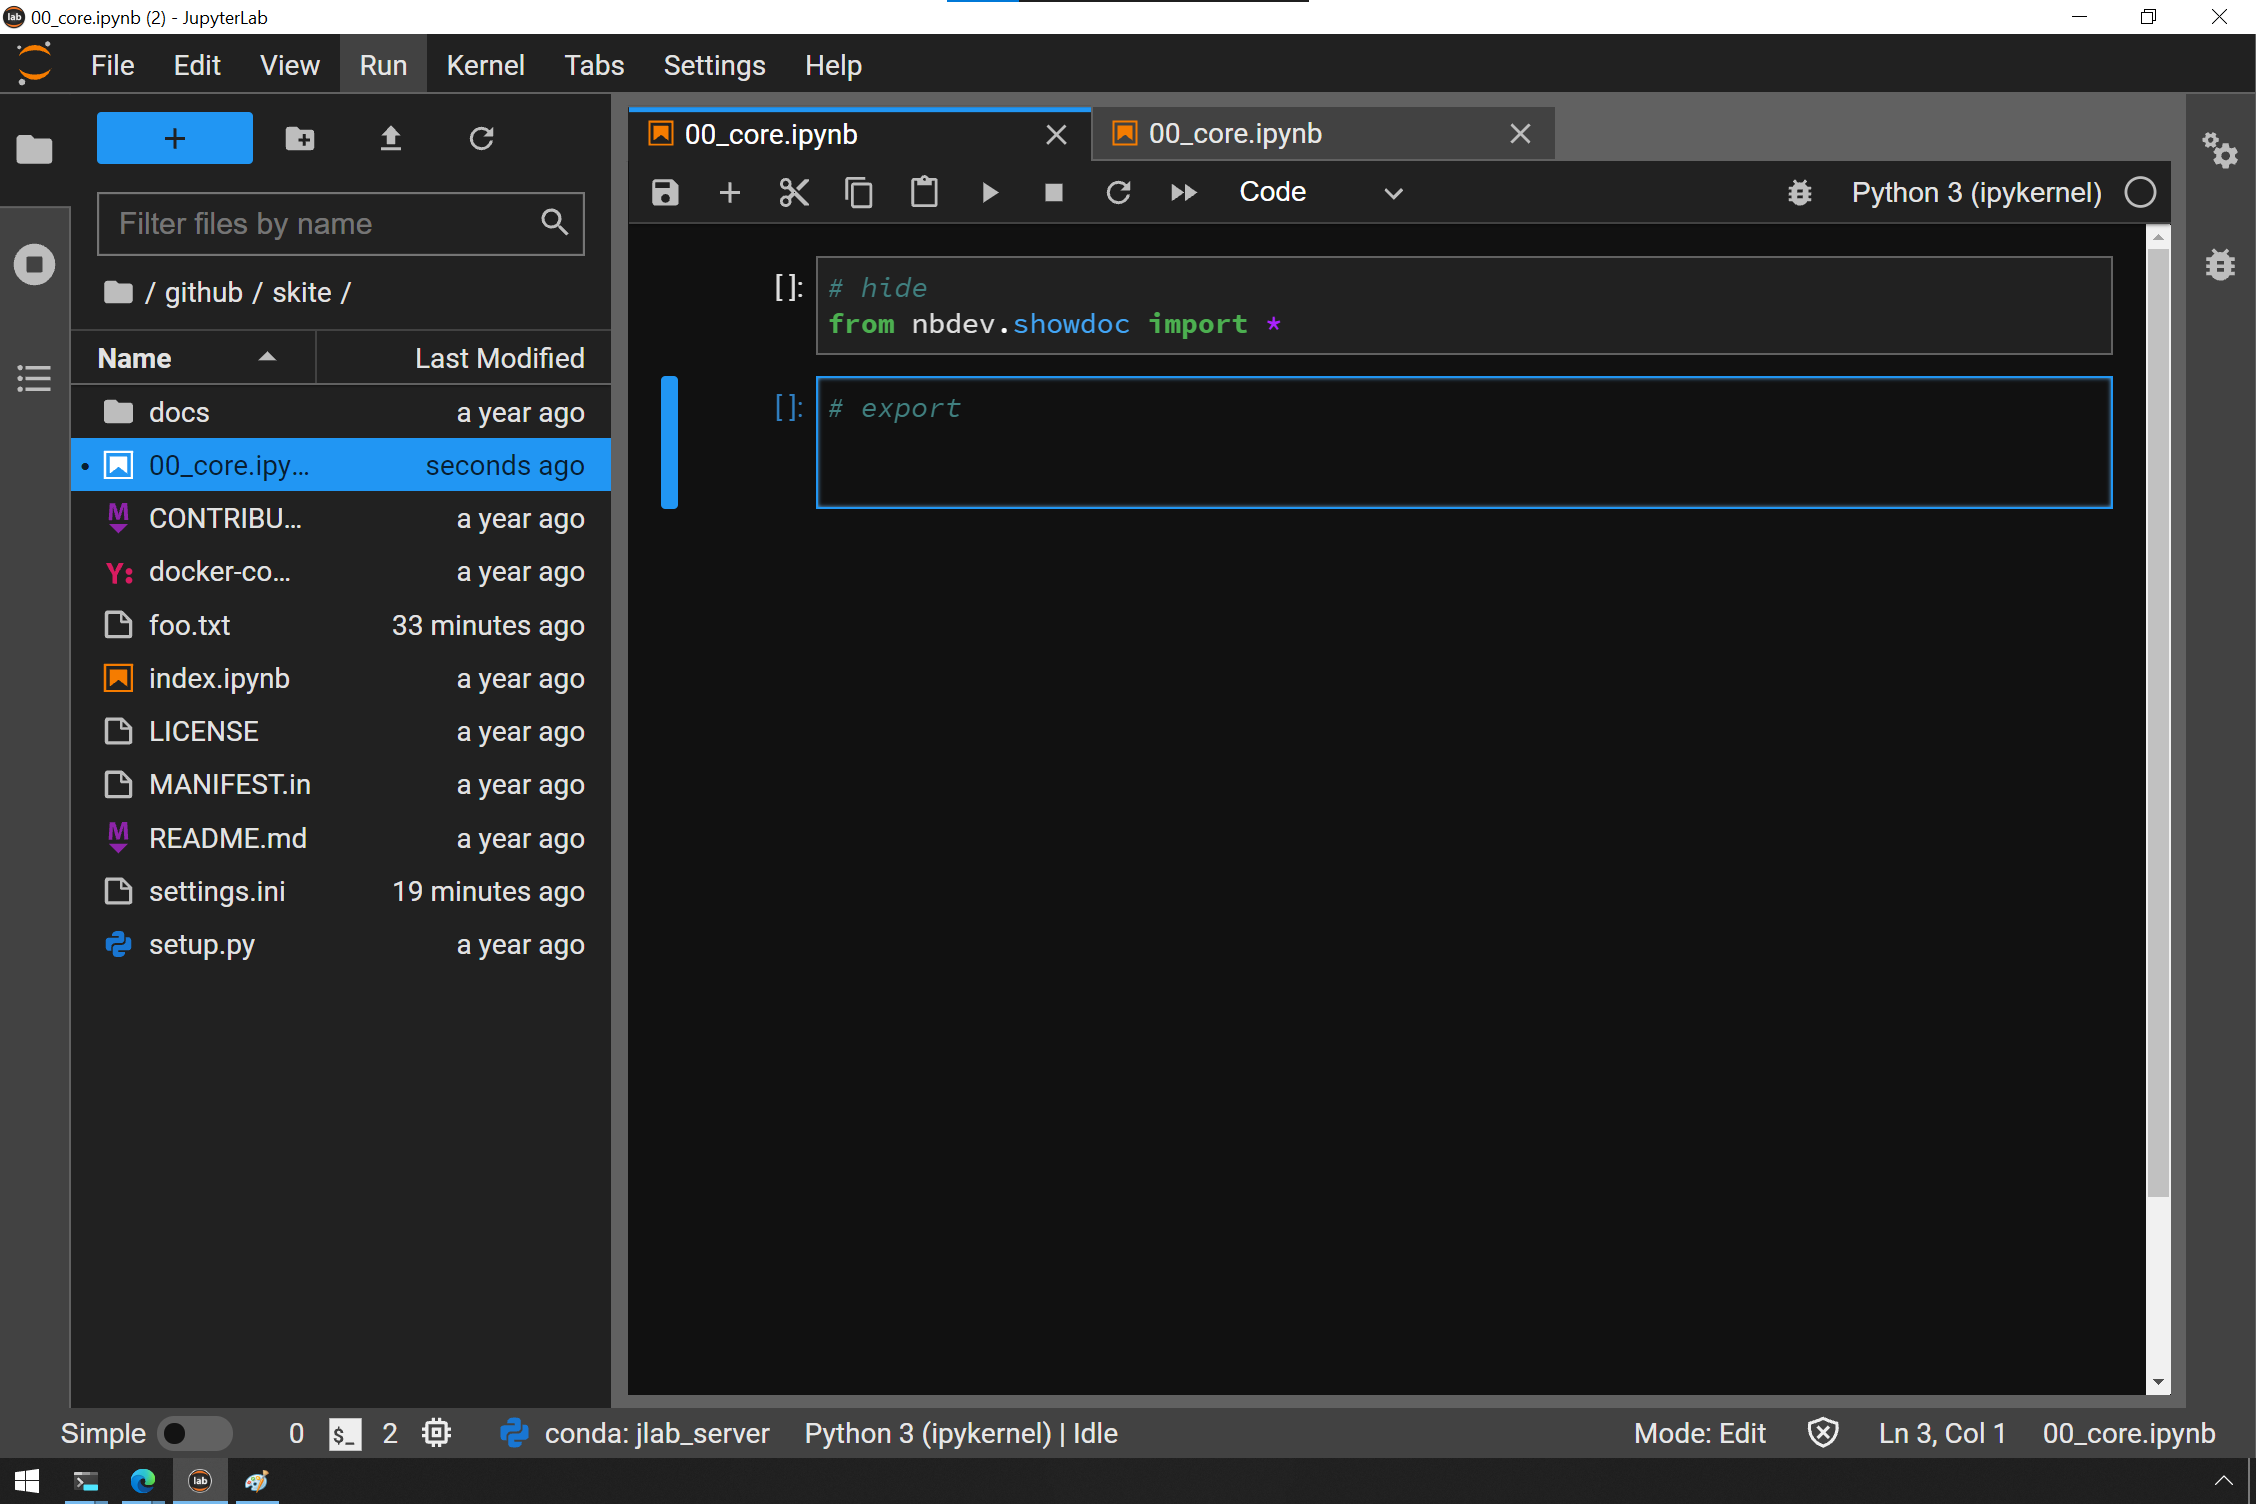 00_core.ipynb (2) - JupyterLab
File Edit View Run Kernel Tabs Settings Help
+
Filter files by name
/ github / skite /
Name Last Modified
docs a year ago
• 00_core.ipy... seconds ago
CONTRIBU... a year ago
docker-co... a year ago
foo.txt 33 minutes ago
index.ipynb a year ago
LICENSE a year ago
MANIFEST.in a year ago
README.md a year ago
settings.ini 19 minutes ago
setup.py a year ago
00_core.ipynb 00_core.ipynb
Code Python 3 (ipykernel)
[ ]: # hide
from nbdev.showdoc import *
[ ]: # export
Simple 0 $_ 2 conda: jlab_server Python 3 (ipykernel) | Idle Mode: Edit Ln 3, Col 1 00_core.ipynb
lab